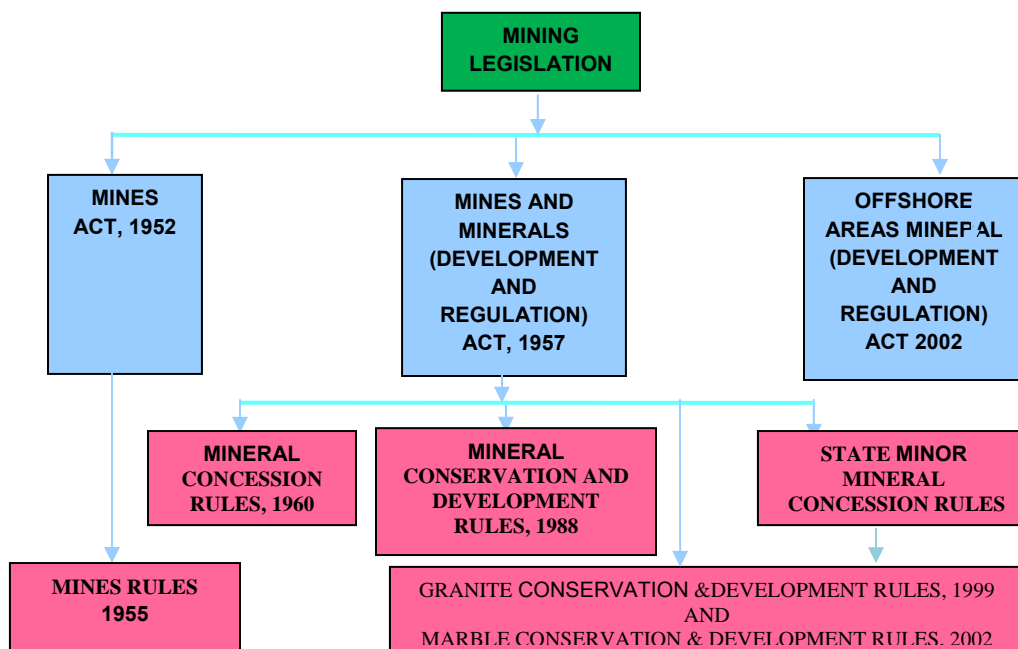 MINING
LEGISLATION
MINES
ACT, 1952
MINES AND
MINERALS
(DEVELOPMENT
AND
REGULATION)
ACT, 1957
OFFSHORE
AREAS MINERAL
(DEVELOPMENT
AND
REGULATION)
ACT 2002
MINERAL
CONCESSION
RULES, 1960
MINERAL
CONSERVATION AND
DEVELOPMENT
RULES, 1988
STATE MINOR
MINERAL
CONCESSION RULES
MINES RULES
1955
GRANITE CONSERVATION &DEVELOPMENT RULES, 1999
AND
MARBLE CONSERVATION & DEVELOPMENT RULES, 2002